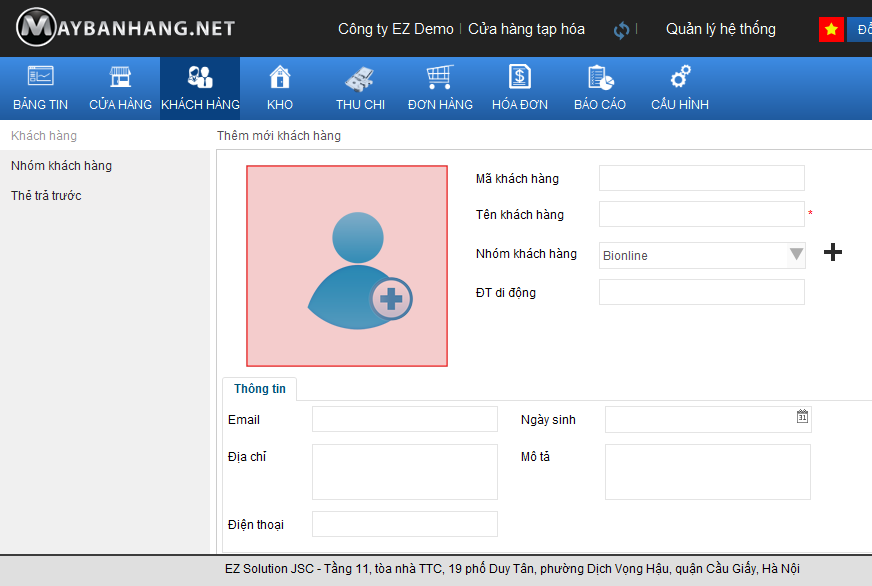 MAYBANHANG.NET
Công ty EZ Demo | Cửa hàng tạp hóa | Quản lý hệ thống
BẢNG TIN CỬA HÀNG KHÁCH HÀNG KHO THU CHI ĐƠN HÀNG HÓA ĐƠN BÁO CÁO CẤU HÌNH
Khách hàng
Nhóm khách hàng
Thẻ trả trước
Thêm mới khách hàng
Mã khách hàng
Tên khách hàng *
Nhóm khách hàng Bionline
ĐT di động
Thông tin
Email
Ngày sinh 31
Địa chỉ
Mô tả
Điện thoại
EZ Solution JSC - Tầng 11, tòa nhà TTC, 19 phố Duy Tân, phường Dịch Vọng Hậu, quận Cầu Giấy, Hà Nội